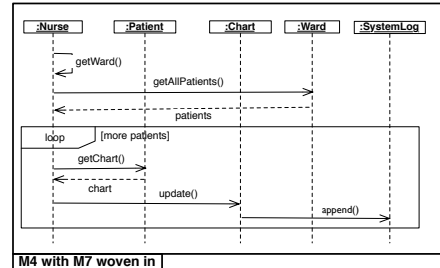 :Nurse :Patient :Chart :Ward :SystemLog
getWard()
getAllPatients()
patients
loop [more patients]
getChart()
chart
update()
append()
M4 with M7 woven in